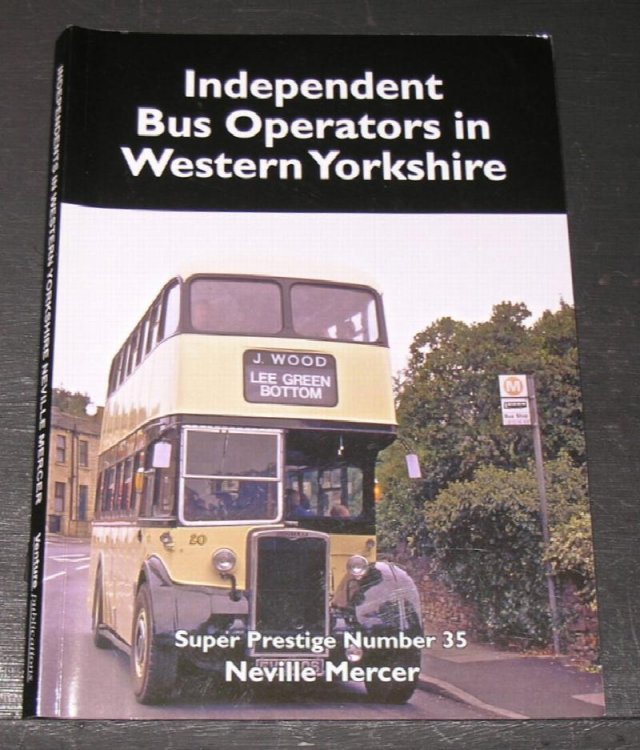 Independent
Bus Operators in
Western Yorkshire
J. WOOD
LEE GREEN
BOTTOM
M
Bus Stop
20
Super Prestige Number 35
Neville Mercer
INDEPENDENTS IN WESTERN YORKSHIRE NEVILLE MERCER Venture publications